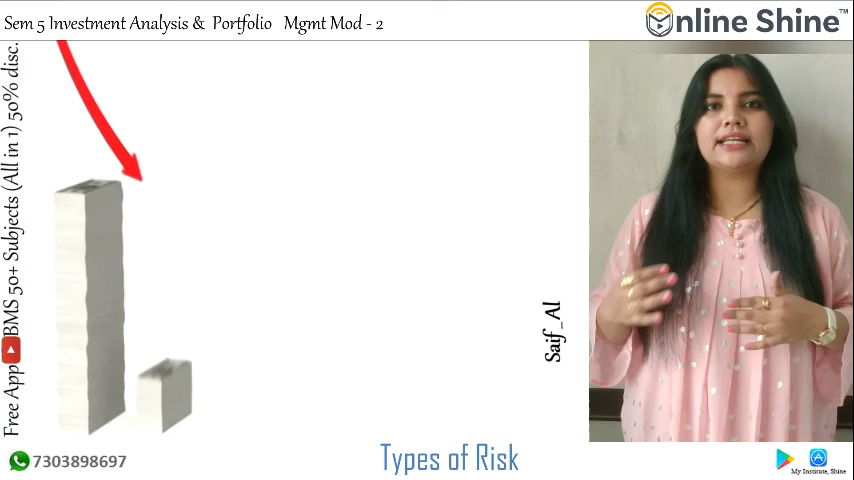 Sem 5 Investment Analysis & Portfolio Mgmt Mod - 2
Online Shine™
Free App BMS 50+ Subjects (All in 1) 50% disc.
Saif_Al
7303898697
Types of Risk
My Institute, Shine